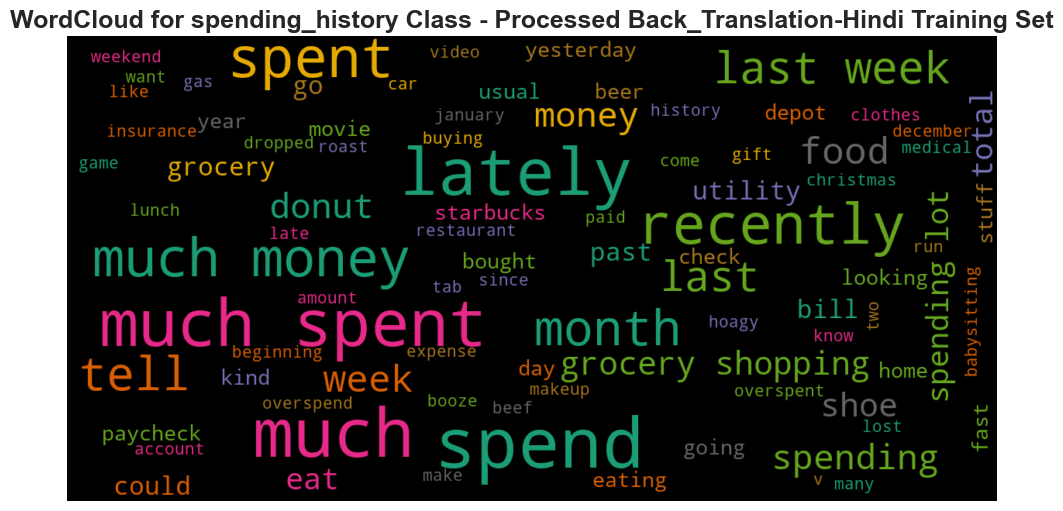 WordCloud for spending_history Class - Processed Back_Translation-Hindi Training Set
weekend
spent
video
yesterday
last week
want
gas
go
car
like
usual
beer
insurance
year
movie
january
money
history
depot
clothes
december
total
dropped
roast
buying
game
grocery
lately
come
gift
food
medical
christmas
lunch
donut
starbucks
paid
utility
stuff
late
restaurant
recently
lot
run
much money
bought
past
check
since
tab
last
looking
amount
much spent
month
hoagy
bill
two
know
spending
babysitting
beginning
expense
tell
kind
week
day
grocery shopping
home
makeup
overspent
overspend
booze
beef
shoe
lost
fast
paycheck
account
much
spend
going
spending
could
eat
make
eating
v
many